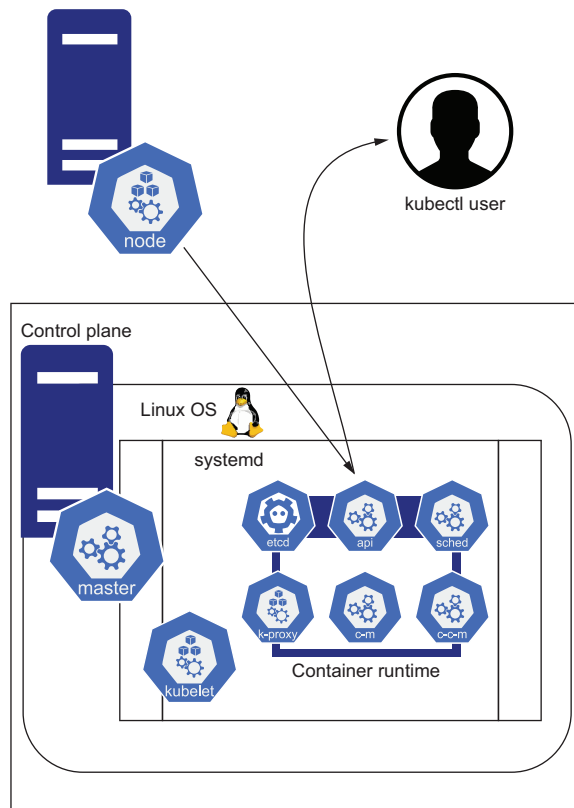 node
kubectl user
Control plane
Linux OS
systemd
etcd
api
sched
master
k-proxy
c-m
c-c-m
Container runtime
kubelet